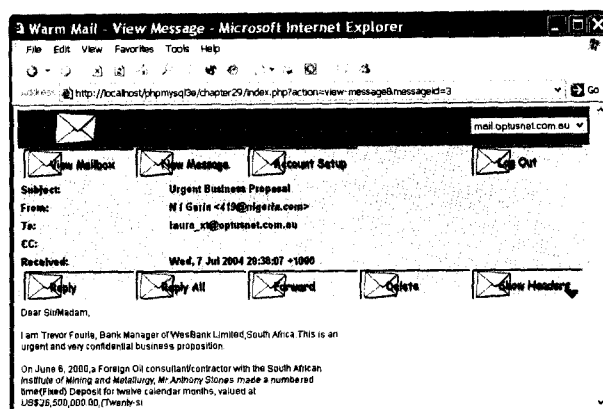 Warm Mail - View Message - Microsoft Internet Explorer
File Edit View Favorites Tools Help
Address http://localhost/phpmysql3e/chapter29/index.php?action=view-message&messageid=3 Go
mail.optusnet.com.au
View Mailbox New Message Account Setup Log Out
Subject: Urgent Business Proposal
From: N I Garin <419@nigeria.com>
To: laura_xt@optusnet.com.au
CC:
Received: Wed, 7 Jul 2004 20:38:07 +1000
Reply Reply All Forward Delete Show Headers
Dear Sir/Madam,
I am Trevor Fourie, Bank Manager of WesBank Limited,South Africa.This is an
urgent and very confidential business proposition.
On June 6, 2000,a Foreign Oil consultant/contractor with the South African
Institute of Mining and Metallurgy, Mr.Anthony Stones made a numbered
time(Fixed) Deposit for twelve calendar months, valued at
US$26,500,000.00,(Twenty-si